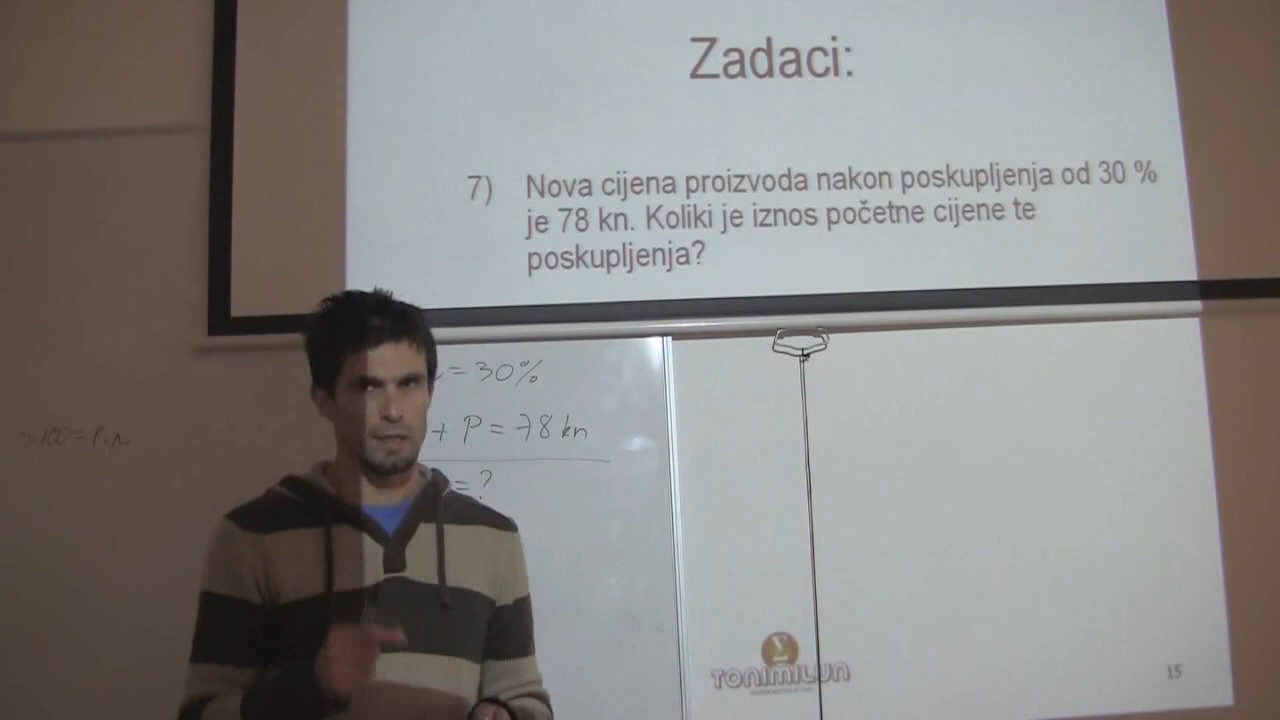 Zadaci:
7) Nova cijena proizvoda nakon poskupljenja od 30 %
je 78 kn. Koliki je iznos početne cijene te
poskupljenja?
= 30%
+ P = 78 kn
= ?
TONIMILUN
15